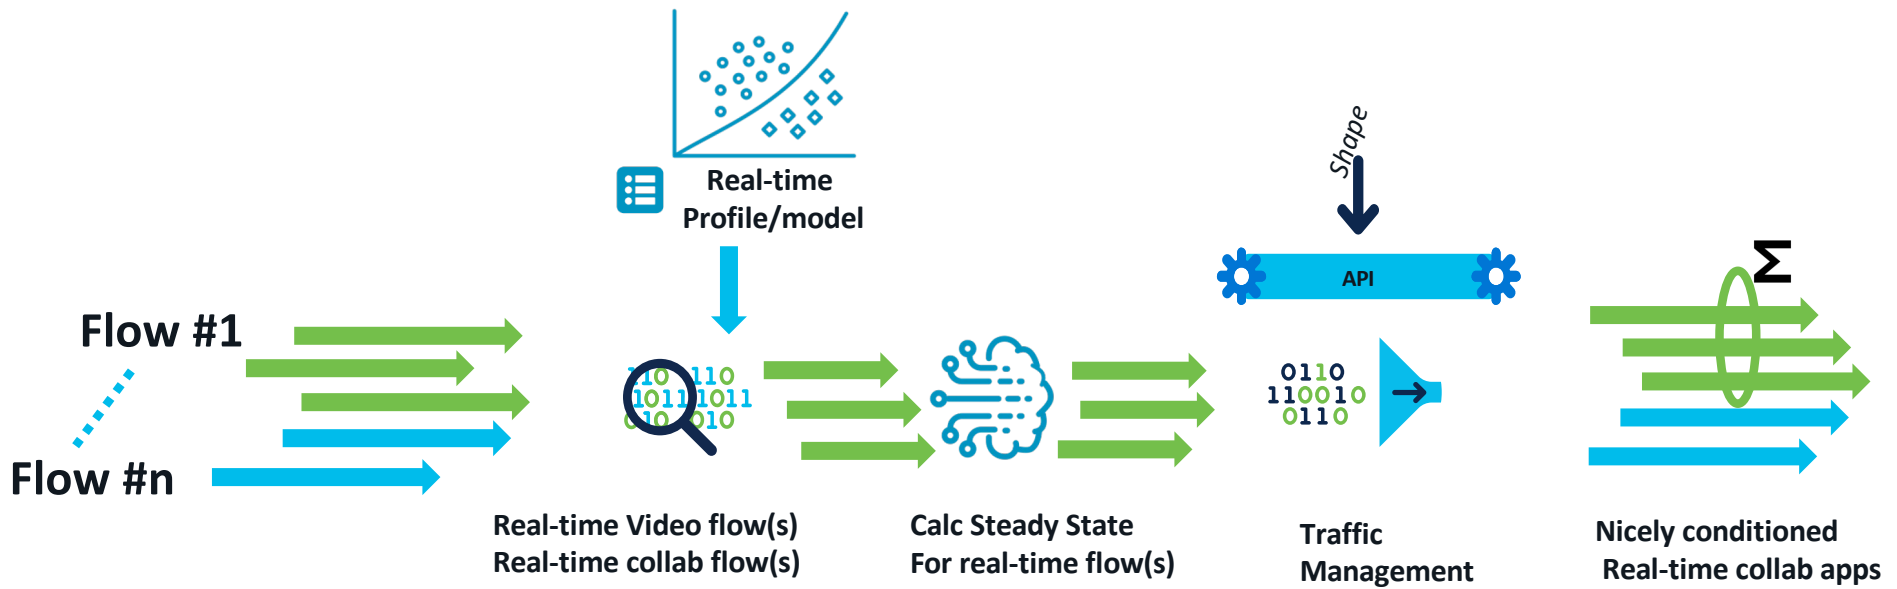 Real-time
Profile/model
Shape
API
Σ
Flow #1
Flow #n
110 110
1011 1011
010 010
0110
110010
0110
Real-time Video flow(s)
Real-time collab flow(s)
Calc Steady State
For real-time flow(s)
Traffic
Management
Nicely conditioned
Real-time collab apps